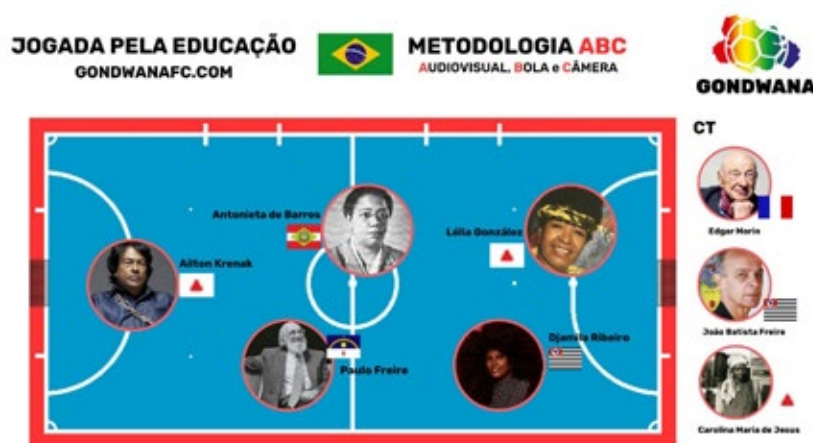 JOGADA PELA EDUCAÇÃO
GONDWANAFC.COM
METODOLOGIA ABC
AUDIOVISUAL, BOLA e CÂMERA
GONDWANA
CT
Antonieta de Barros
Lélia González
Ailton Krenak
Djamila Ribeiro
Paulo Freire
Edgar Morin
João Batista Freire
Carolina Maria de Jesus